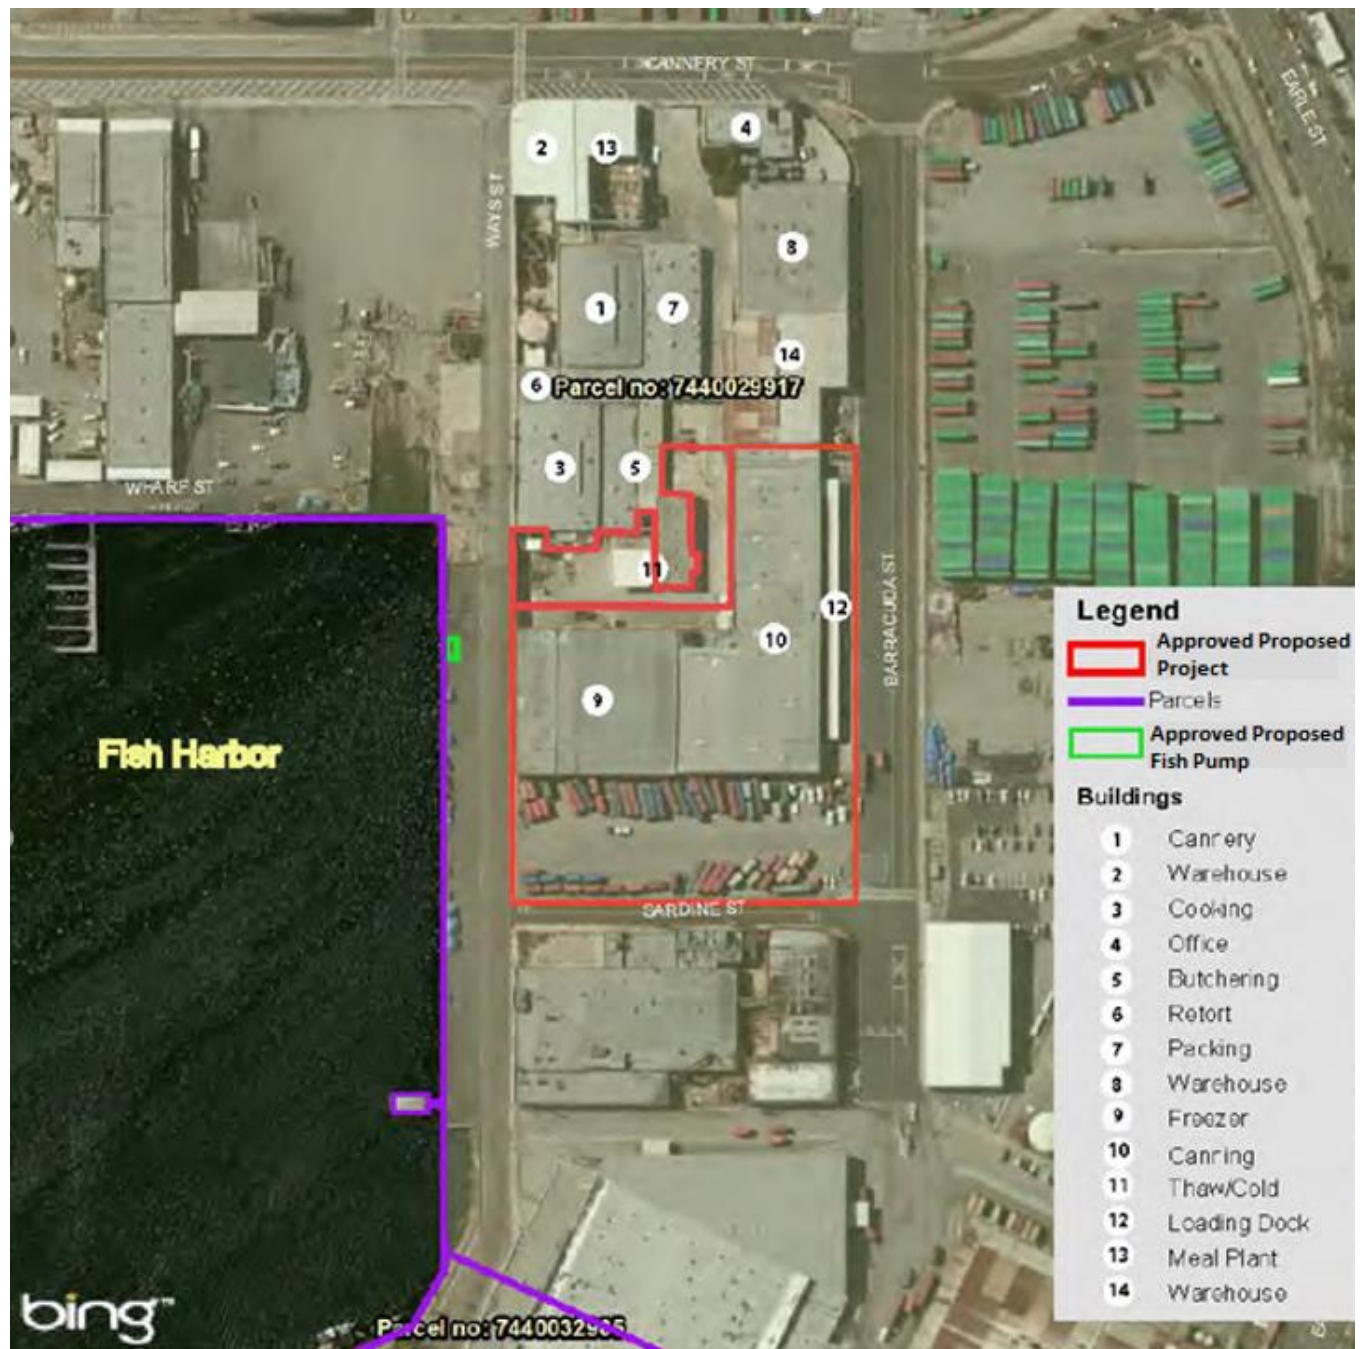 CANNERY ST
EARLE ST
4
2
13
WAYS ST
8
1
7
14
6
Parcel no: 7440029917
3
5
WHARF ST
11
BARRACUDA ST
12
10
9
Fish Harbor
SARDINE ST
Legend
Approved Proposed
Project
Parcels
Approved Proposed
Fish Pump
Buildings
1 Cannery
2 Warehouse
3 Cooking
4 Office
5 Butchering
6 Retort
7 Packing
8 Warehouse
9 Freezer
10 Canning
11 Thaw/Cold
12 Loading Dock
13 Meal Plant
14 Warehouse
bing™
Parcel no: